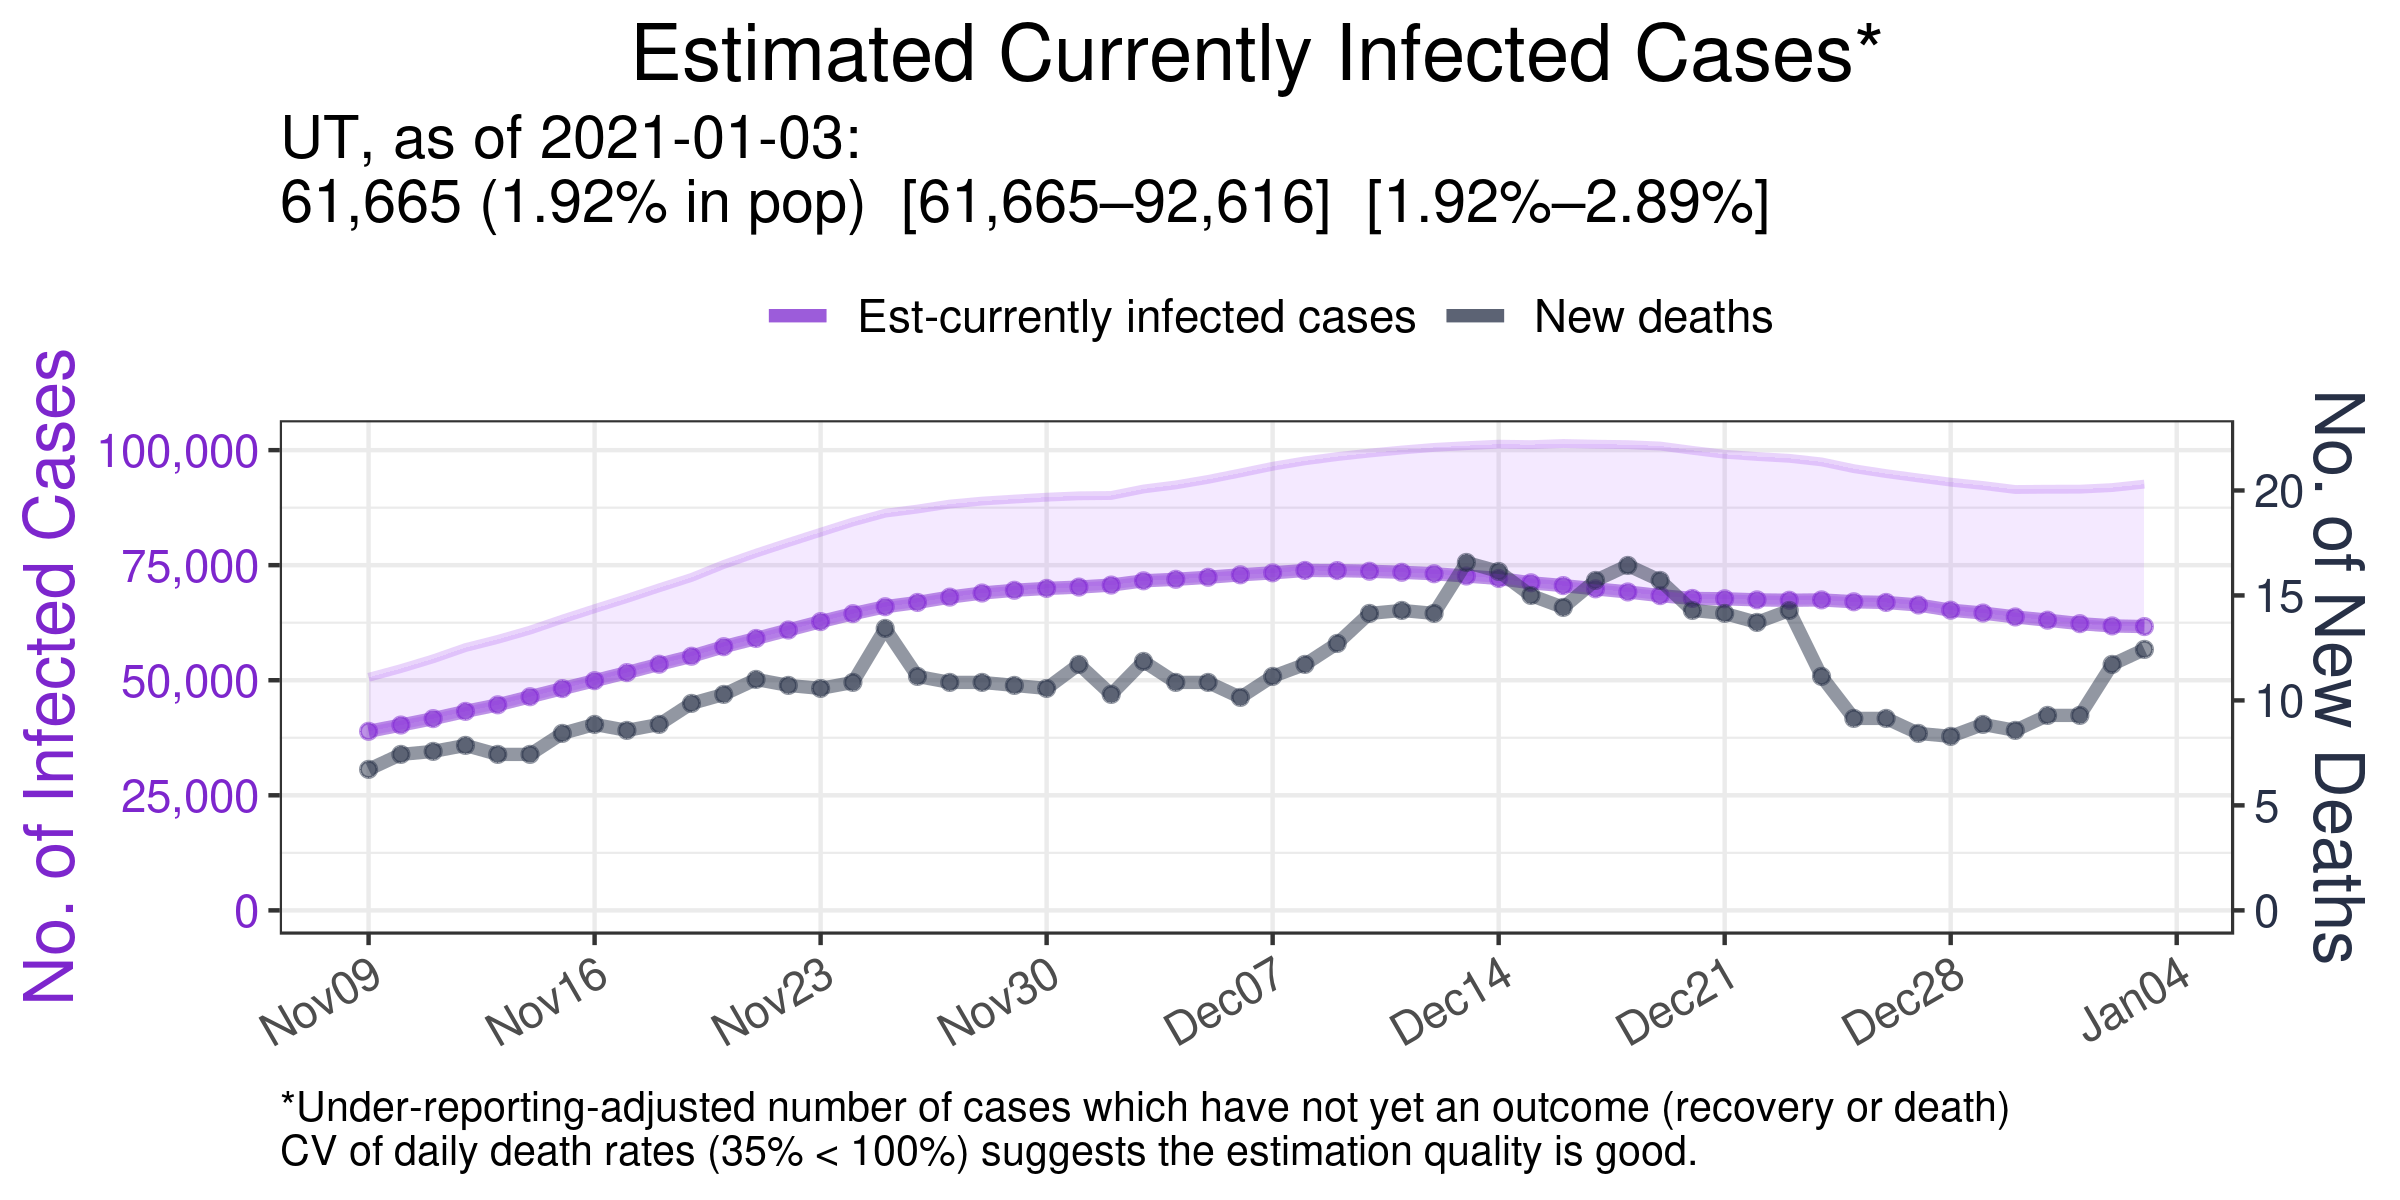 Estimated Currently Infected Cases*
UT, as of 2021-01-03:
61,665 (1.92% in pop)  [61,665–92,616]  [1.92%–2.89%]
Est-currently infected cases
New deaths
No. of Infected Cases
100,000
75,000
50,000
25,000
0
No. of New Deaths
20
15
10
5
0
Nov09
Nov16
Nov23
Nov30
Dec07
Dec14
Dec21
Dec28
Jan04
*Under-reporting-adjusted number of cases which have not yet an outcome (recovery or death)
CV of daily death rates (35% < 100%) suggests the estimation quality is good.